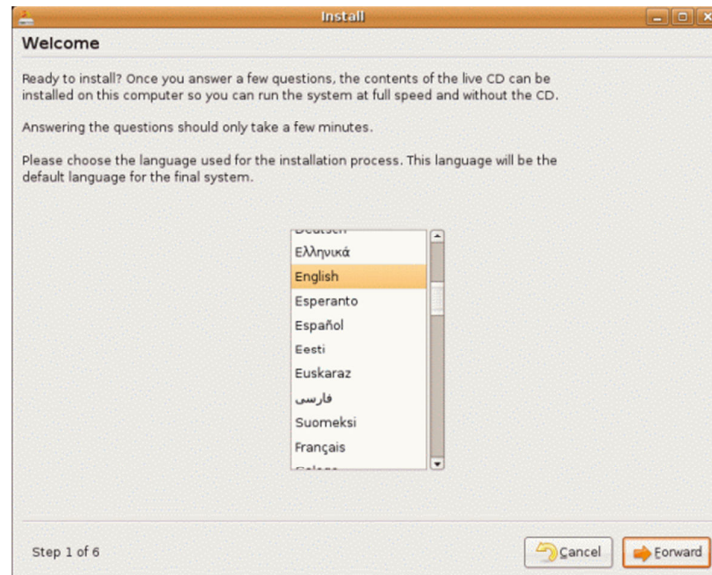 Install
Welcome
Ready to install? Once you answer a few questions, the contents of the live CD can be
installed on this computer so you can run the system at full speed and without the CD.
Answering the questions should only take a few minutes.
Please choose the language used for the installation process. This language will be the
default language for the final system.
Deutsch
Ελληνικά
English
Esperanto
Español
Eesti
Euskaraz
فارسی
Suomeksi
Français
Step 1 of 6
Cancel
Forward